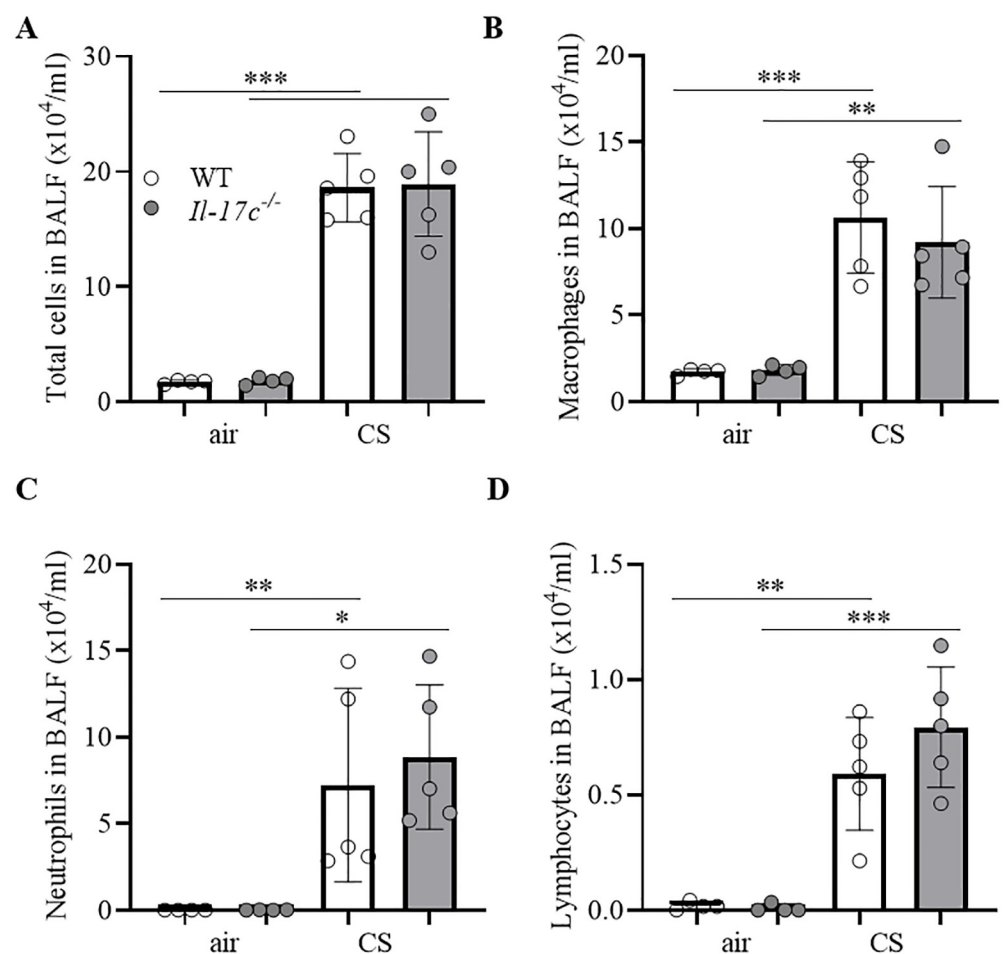 A
Total cells in BALF (x10⁴/ml)
30
20
10
0
***
WT
Il-17c⁻/⁻
air
CS
B
Macrophages in BALF (x10⁴/ml)
20
15
10
5
0
***
**
air
CS
C
Neutrophils in BALF (x10⁴/ml)
20
15
10
5
0
**
*
air
CS
D
Lymphocytes in BALF (x10⁴/ml)
1.5
1.0
0.5
0.0
**
***
air
CS